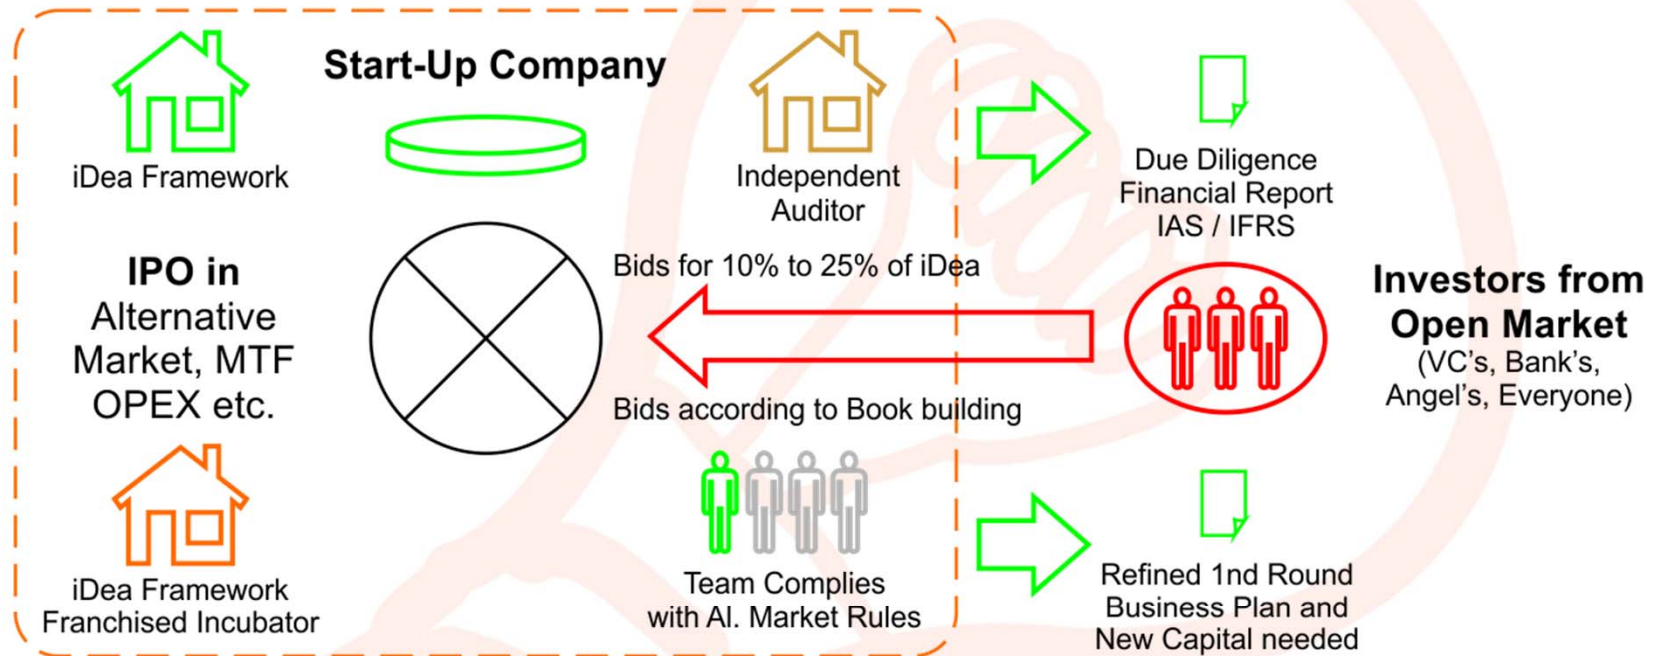 Start-Up Company
iDea Framework
Independent
Auditor
Due Diligence
Financial Report
IAS / IFRS
IPO in
Alternative
Market, MTF
OPEX etc.
Bids for 10% to 25% of iDea
Bids according to Book building
Investors from
Open Market
(VC's, Bank's,
Angel's, Everyone)
iDea Framework
Franchised Incubator
Team Complies
with AI. Market Rules
Refined 1nd Round
Business Plan and
New Capital needed